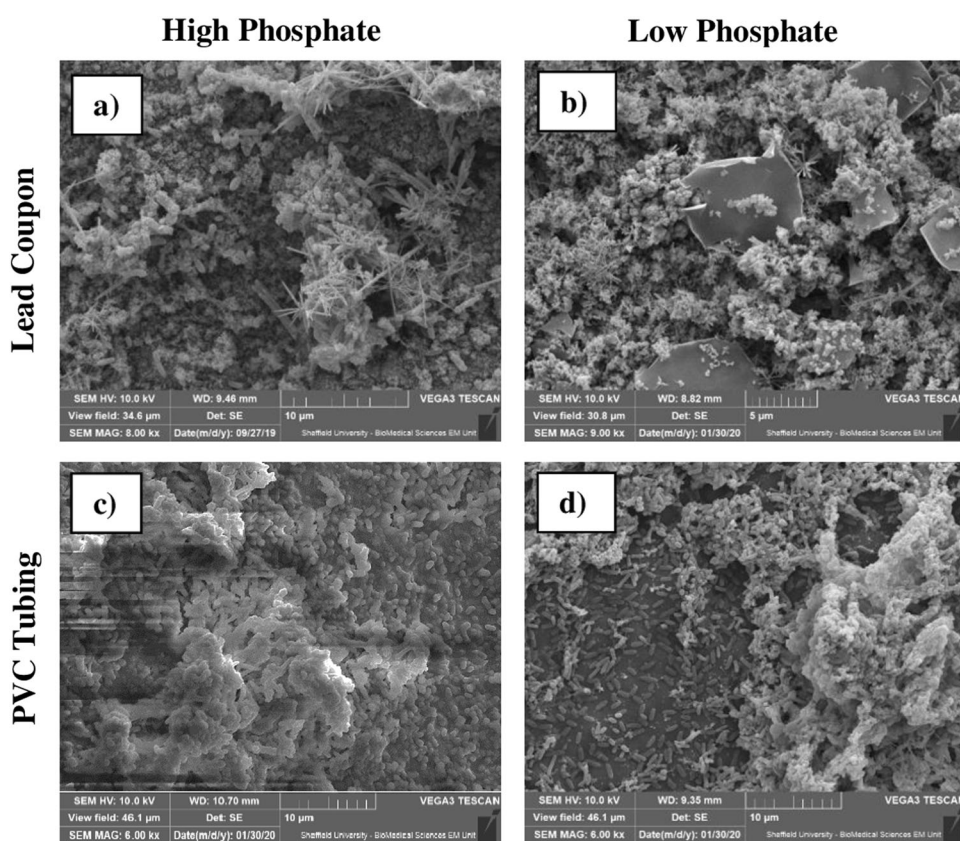 High Phosphate
Low Phosphate
Lead Coupon
a)
SEM HV: 10.0 kV
WD: 9.46 mm
VEGA3 TESCAN
View field: 34.6 µm
Det: SE
10 µm
SEM MAG: 8.00 kx
Date(m/d/y): 09/27/19
Sheffield University - BioMedical Sciences EM Unit
b)
SEM HV: 10.0 kV
WD: 8.82 mm
VEGA3 TESCAN
View field: 30.8 µm
Det: SE
5 µm
SEM MAG: 9.00 kx
Date(m/d/y): 01/30/20
Sheffield University - BioMedical Sciences EM Unit
PVC Tubing
c)
SEM HV: 10.0 kV
WD: 10.70 mm
VEGA3 TESCAN
View field: 46.1 µm
Det: SE
10 µm
SEM MAG: 6.00 kx
Date(m/d/y): 01/30/20
Sheffield University - BioMedical Sciences EM Unit
d)
SEM HV: 10.0 kV
WD: 9.35 mm
VEGA3 TESCAN
View field: 46.1 µm
Det: SE
10 µm
SEM MAG: 6.00 kx
Date(m/d/y): 01/30/20
Sheffield University - BioMedical Sciences EM Unit